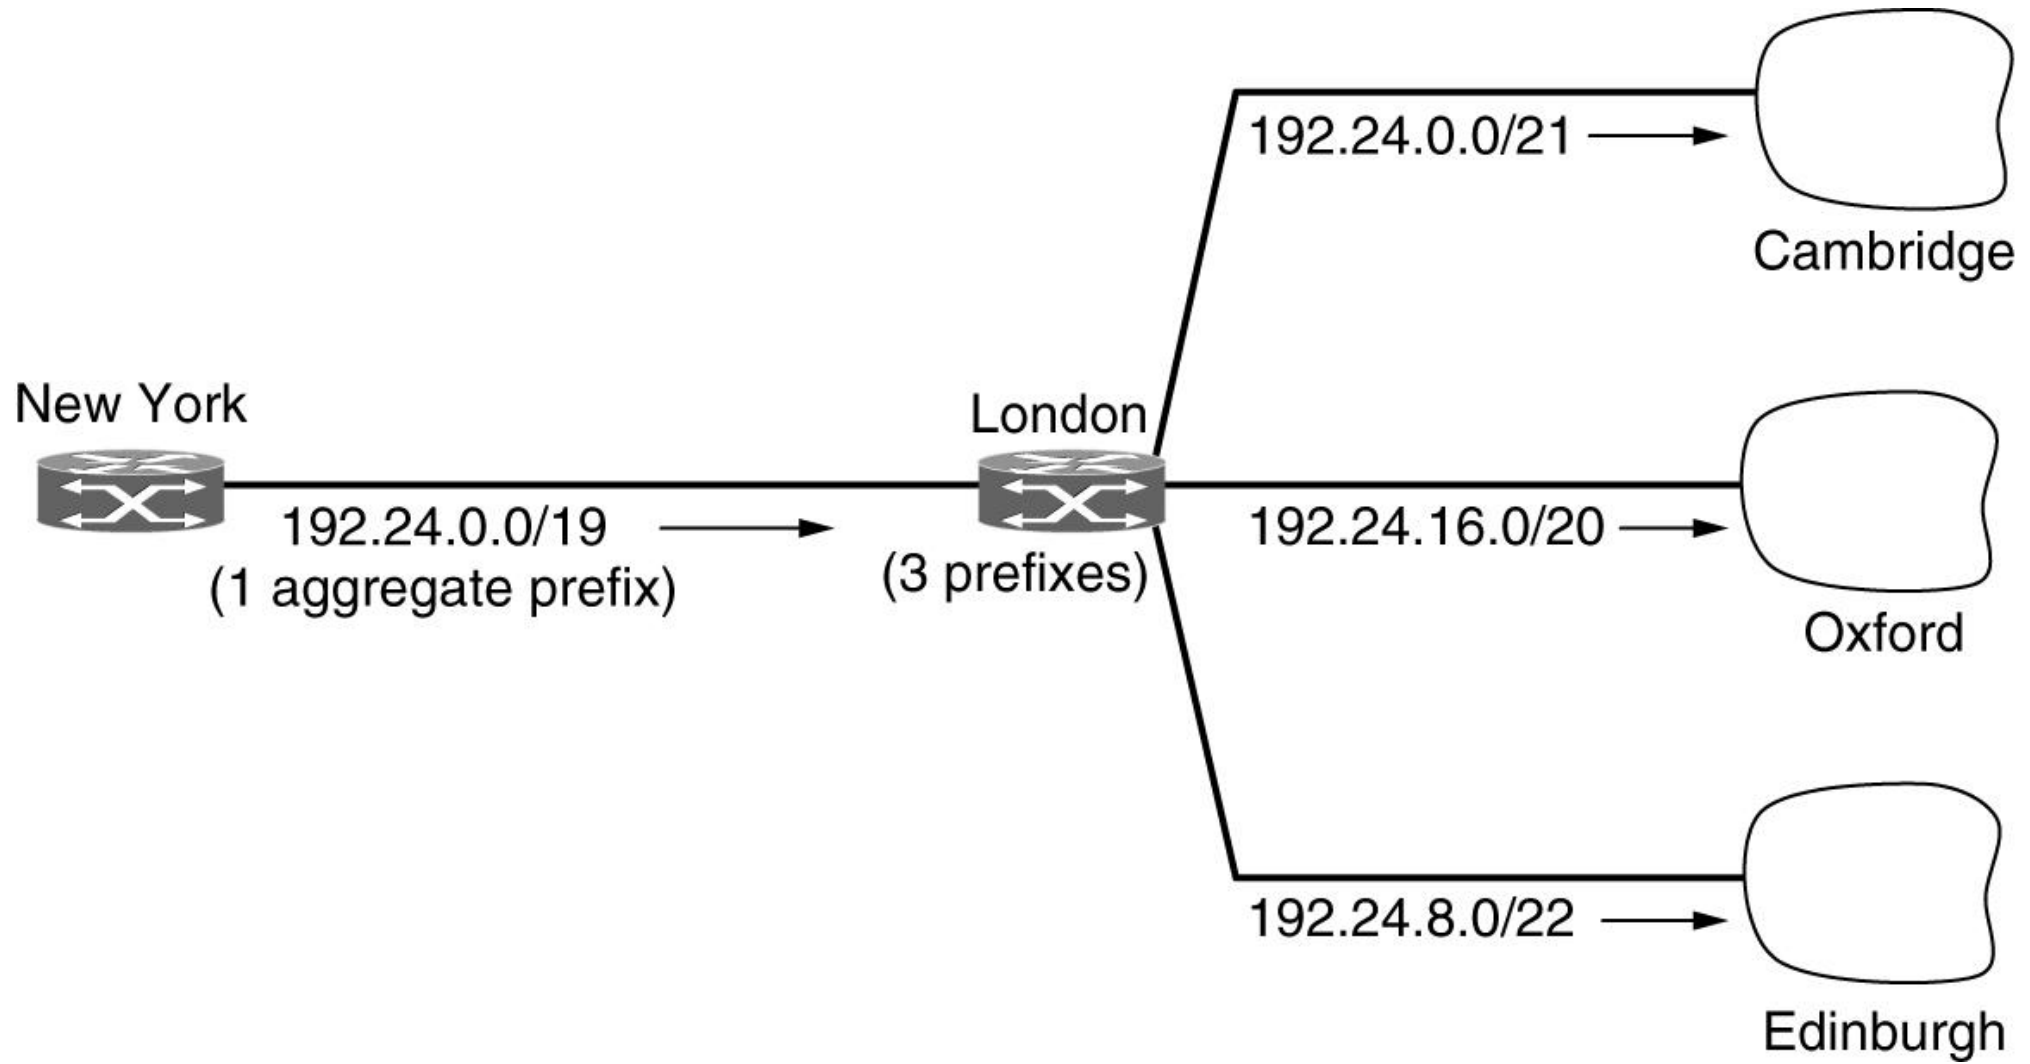 192.24.0.0/21
Cambridge
New York
London
192.24.0.0/19
(1 aggregate prefix)
(3 prefixes)
192.24.16.0/20
Oxford
192.24.8.0/22
Edinburgh